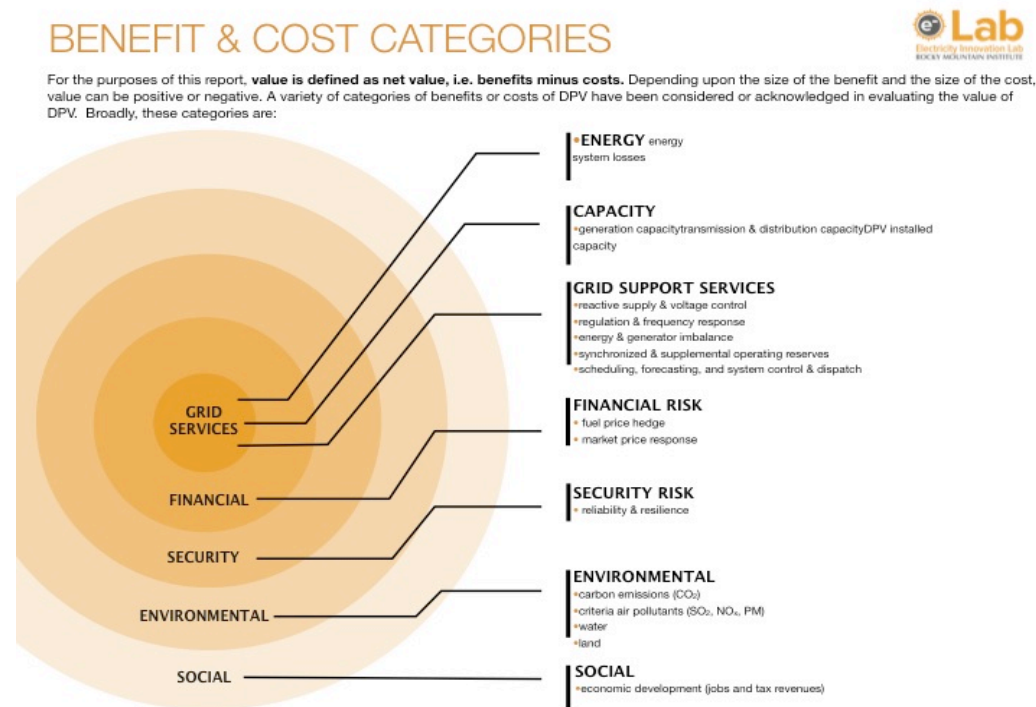 BENEFIT & COST CATEGORIES
e⁻ Lab
Electricity Innovation Lab
ROCKY MOUNTAIN INSTITUTE
For the purposes of this report, value is defined as net value, i.e. benefits minus costs. Depending upon the size of the benefit and the size of the cost,
value can be positive or negative. A variety of categories of benefits or costs of DPV have been considered or acknowledged in evaluating the value of
DPV. Broadly, these categories are:
•ENERGY energy
system losses
CAPACITY
•generation capacitytransmission & distribution capacityDPV installed
capacity
GRID SUPPORT SERVICES
•reactive supply & voltage control
•regulation & frequency response
•energy & generator imbalance
•synchronized & supplemental operating reserves
•scheduling, forecasting, and system control & dispatch
GRID
SERVICES
FINANCIAL RISK
• fuel price hedge
• market price response
FINANCIAL
SECURITY RISK
• reliability & resilience
SECURITY
ENVIRONMENTAL
•carbon emissions (CO₂)
•criteria air pollutants (SO₂, NOₓ, PM)
•water
•land
ENVIRONMENTAL
SOCIAL
•economic development (jobs and tax revenues)
SOCIAL